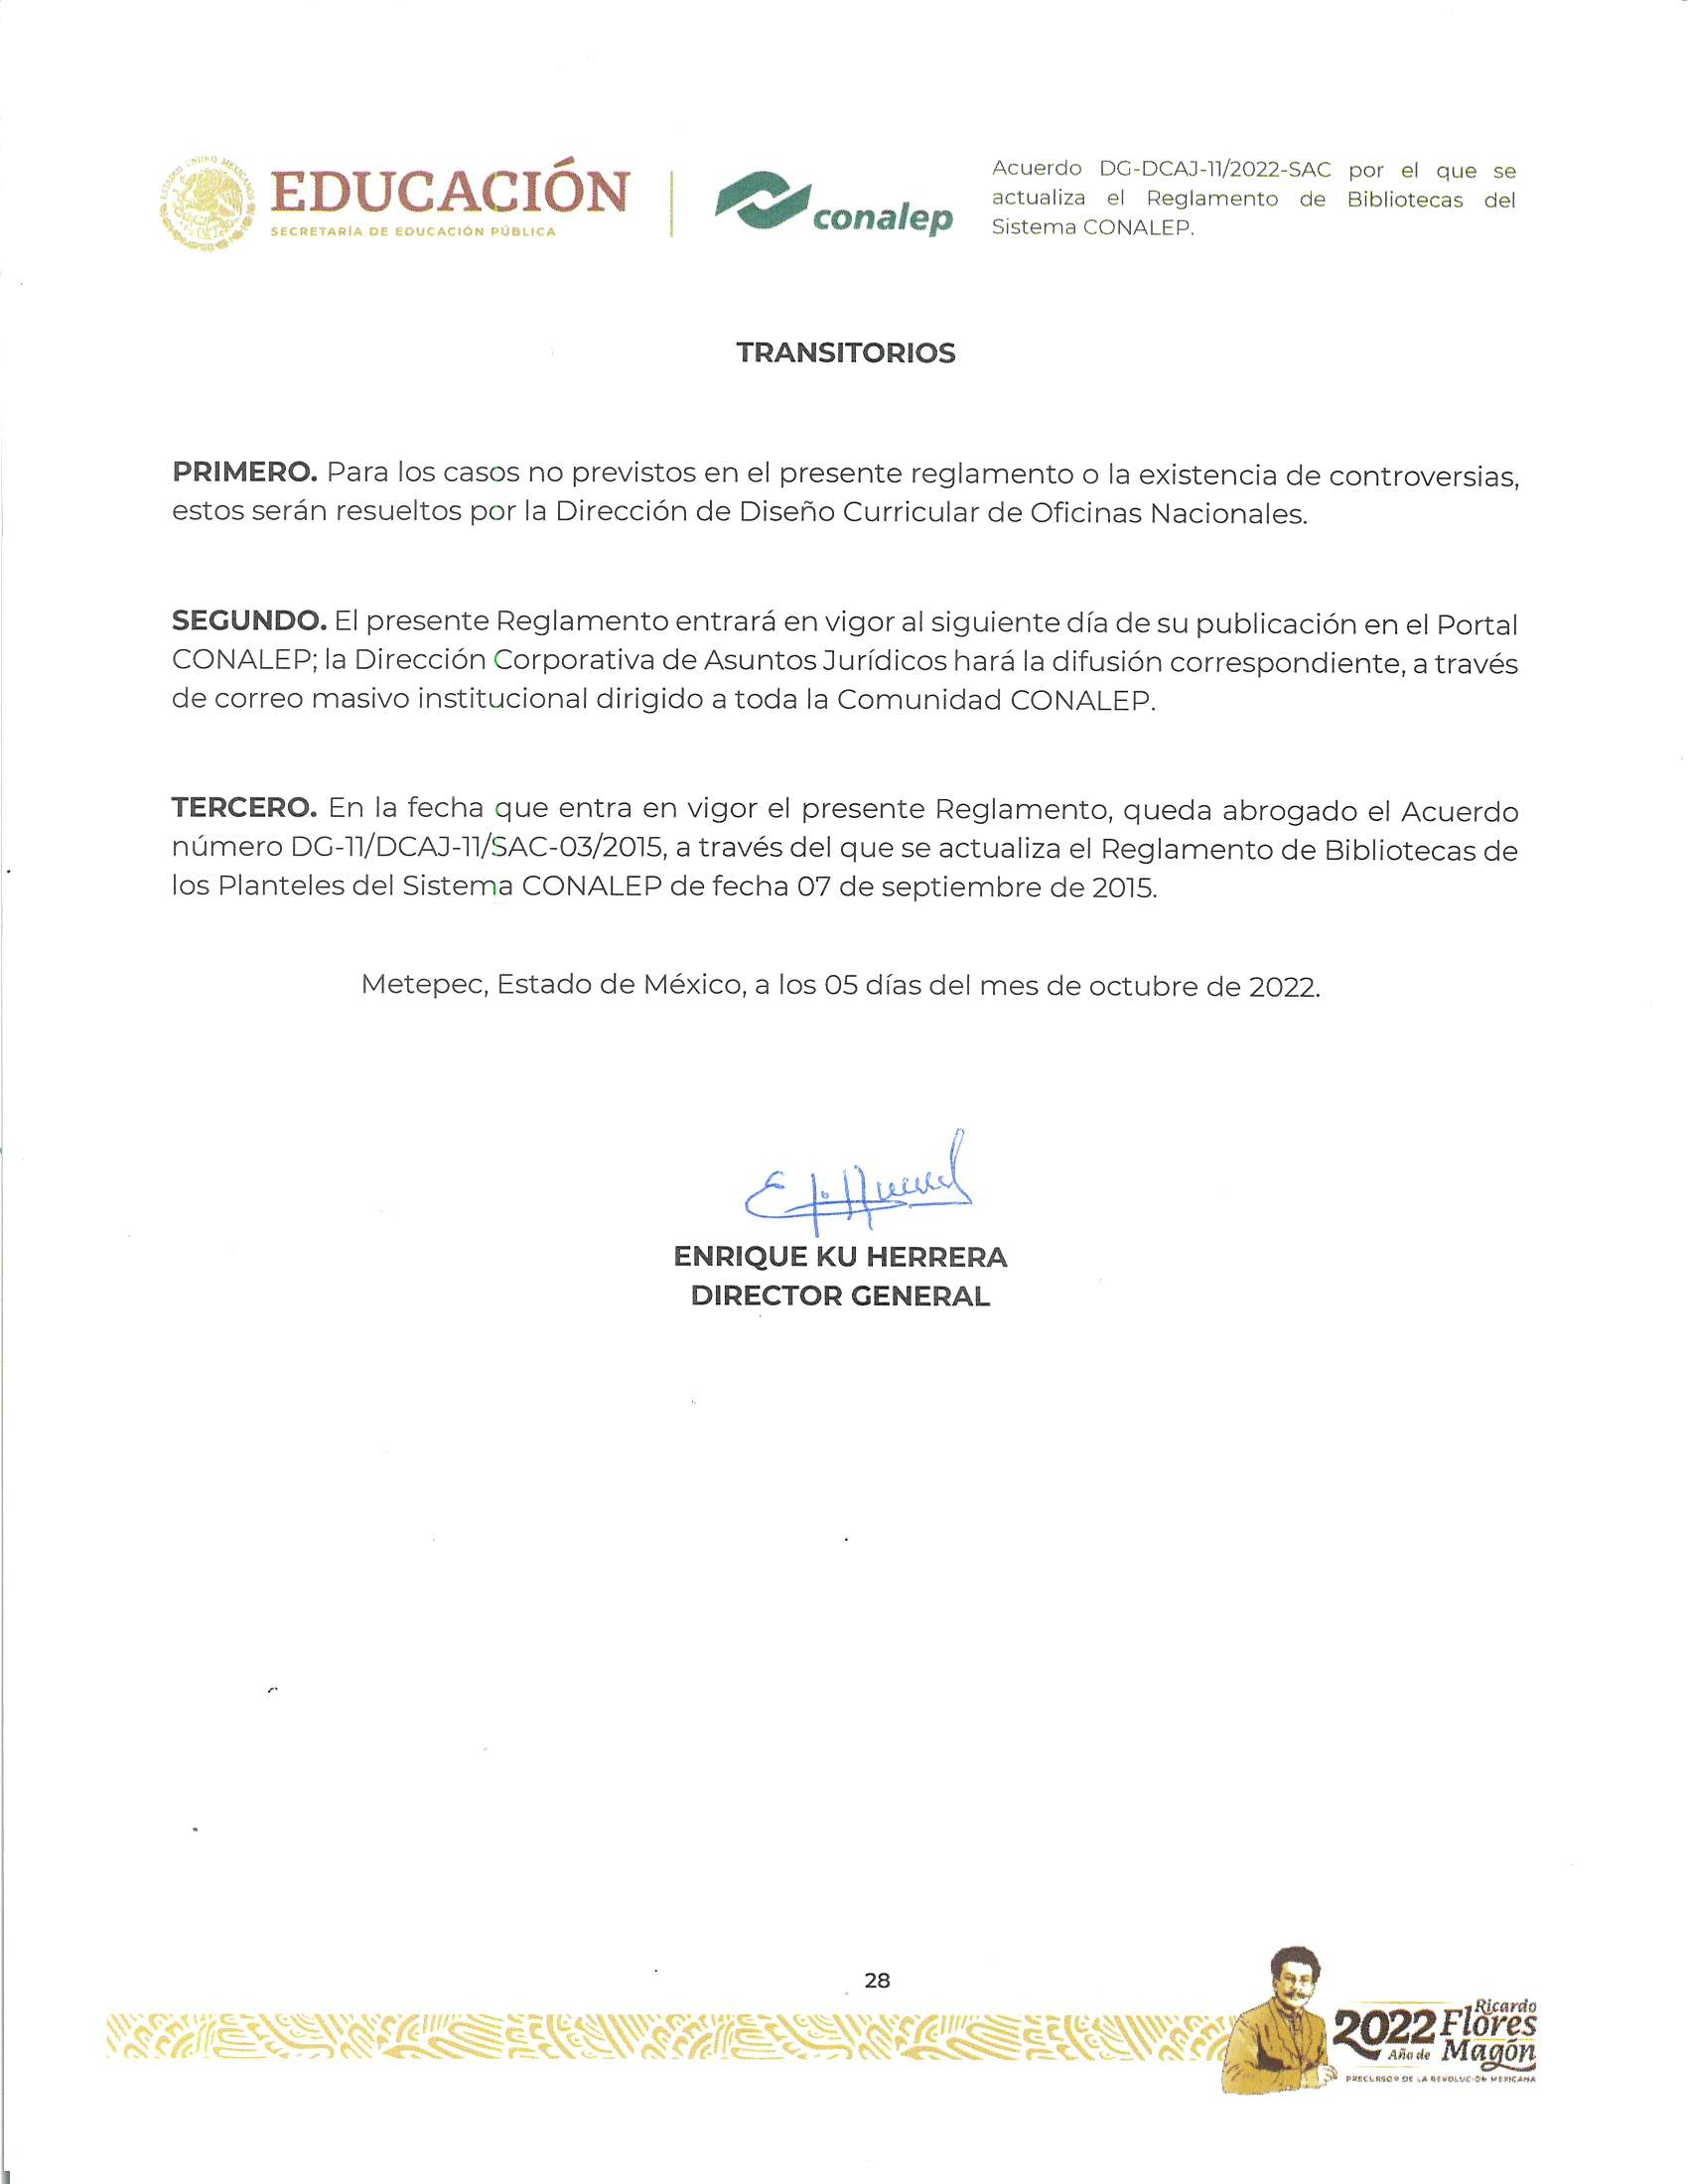 EDUCACIÓN
SECRETARÍA DE EDUCACIÓN PÚBLICA
conalep
Acuerdo DG-DCAJ-11/2022-SAC por el que se
actualiza el Reglamento de Bibliotecas del
Sistema CONALEP.
TRANSITORIOS
PRIMERO. Para los casos no previstos en el presente reglamento o la existencia de controversias,
estos serán resueltos por la Dirección de Diseño Curricular de Oficinas Nacionales.
SEGUNDO. El presente Reglamento entrará en vigor al siguiente día de su publicación en el Portal
CONALEP; la Dirección Corporativa de Asuntos Jurídicos hará la difusión correspondiente, a través
de correo masivo institucional dirigido a toda la Comunidad CONALEP.
TERCERO. En la fecha que entra en vigor el presente Reglamento, queda abrogado el Acuerdo
número DG-11/DCAJ-11/SAC-03/2015, a través del que se actualiza el Reglamento de Bibliotecas de
los Planteles del Sistema CONALEP de fecha 07 de septiembre de 2015.
Metepec, Estado de México, a los 05 días del mes de octubre de 2022.
ENRIQUE KU HERRERA
DIRECTOR GENERAL
28
2022 Ricardo
Flores
Año de Magón
PRECURSOR DE LA REVOLUCIÓN MEXICANA